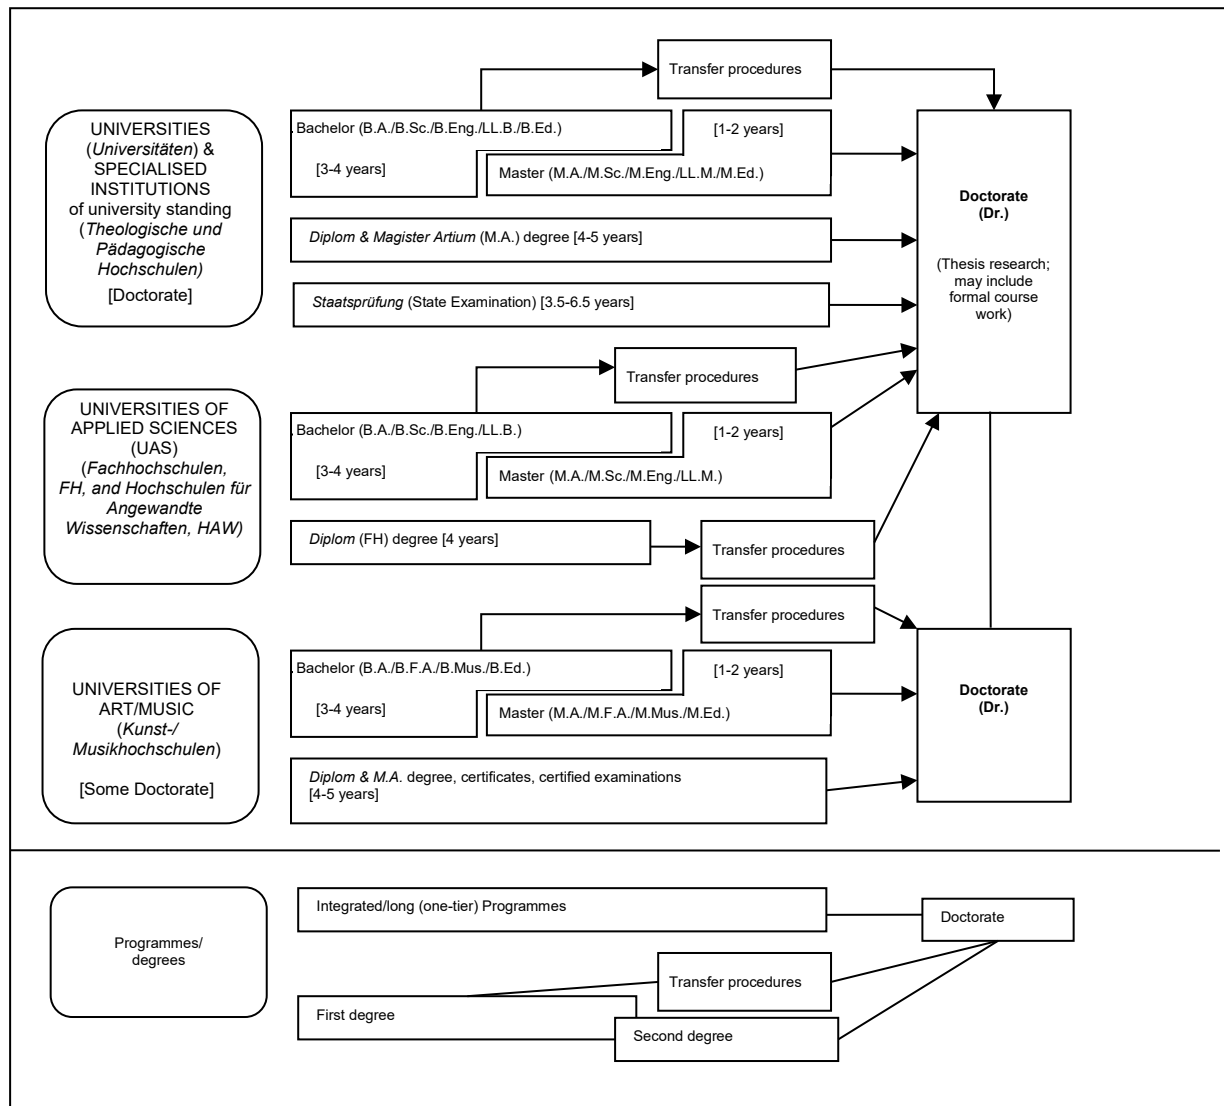 Transfer procedures
UNIVERSITIES
(Universitäten) &
SPECIALISED
INSTITUTIONS
of university standing
(Theologische und
Pädagogische
Hochschulen)
[Doctorate]
. Bachelor (B.A./B.Sc./B.Eng./LL.B./B.Ed.)
[3-4 years]
[1-2 years]
Master (M.A./M.Sc./M.Eng./LL.M./M.Ed.)
Diplom & Magister Artium (M.A.) degree [4-5 years]
Staatsprüfung (State Examination) [3.5-6.5 years]
Doctorate
(Dr.)
(Thesis research;
may include
formal course
work)
Transfer procedures
UNIVERSITIES OF
APPLIED SCIENCES
(UAS)
(Fachhochschulen,
FH, and Hochschulen für
Angewandte
Wissenschaften, HAW)
. Bachelor (B.A./B.Sc./B.Eng./LL.B.)
[3-4 years]
[1-2 years]
Master (M.A./M.Sc./M.Eng./LL.M.)
Diplom (FH) degree [4 years]
Transfer procedures
Transfer procedures
UNIVERSITIES OF
ART/MUSIC
(Kunst-/
Musikhochschulen)
[Some Doctorate]
. Bachelor (B.A./B.F.A./B.Mus./B.Ed.)
[3-4 years]
[1-2 years]
Master (M.A./M.F.A./M.Mus./M.Ed.)
Diplom & M.A. degree, certificates, certified examinations
[4-5 years]
Doctorate
(Dr.)
Programmes/
degrees
Integrated/long (one-tier) Programmes
Doctorate
Transfer procedures
First degree
Second degree